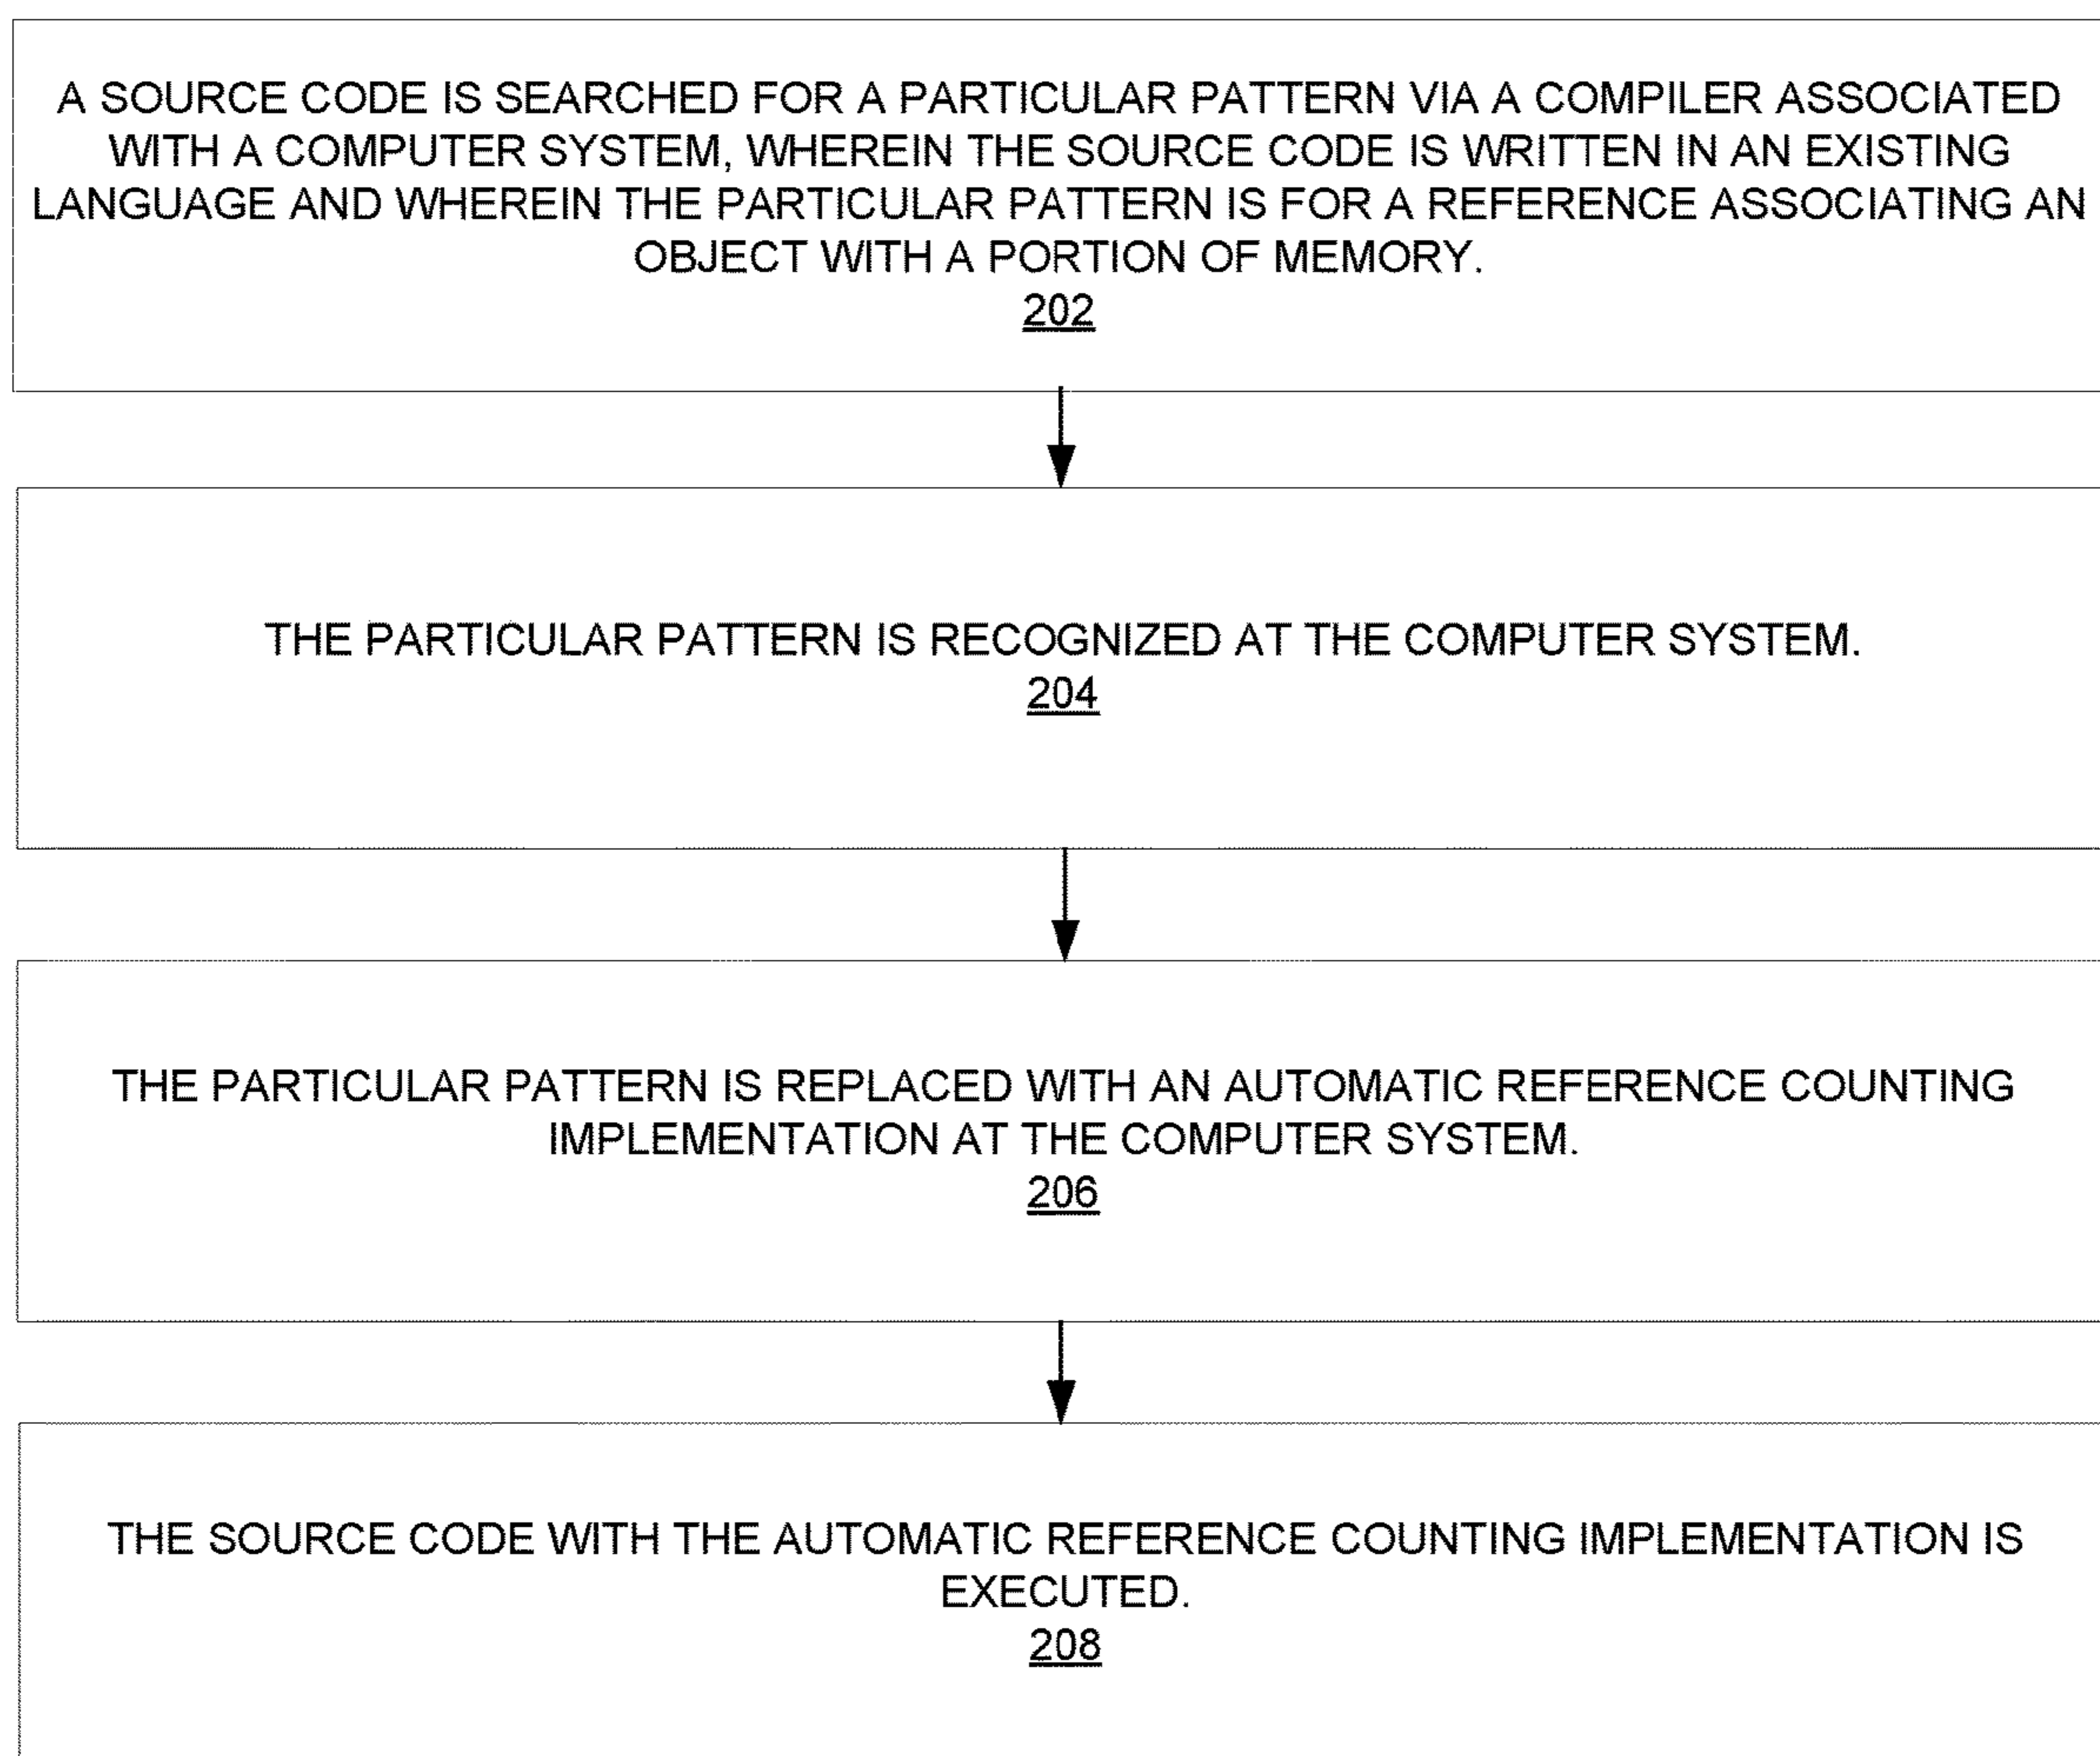 A SOURCE CODE IS SEARCHED FOR A PARTICULAR PATTERN VIA A COMPILER ASSOCIATED
WITH A COMPUTER SYSTEM, WHEREIN THE SOURCE CODE IS WRITTEN IN AN EXISTING
LANGUAGE AND WHEREIN THE PARTICULAR PATTERN IS FOR A REFERENCE ASSOCIATING AN
OBJECT WITH A PORTION OF MEMORY.
202
THE PARTICULAR PATTERN IS RECOGNIZED AT THE COMPUTER SYSTEM.
204
THE PARTICULAR PATTERN IS REPLACED WITH AN AUTOMATIC REFERENCE COUNTING
IMPLEMENTATION AT THE COMPUTER SYSTEM.
206
THE SOURCE CODE WITH THE AUTOMATIC REFERENCE COUNTING IMPLEMENTATION IS
EXECUTED.
208